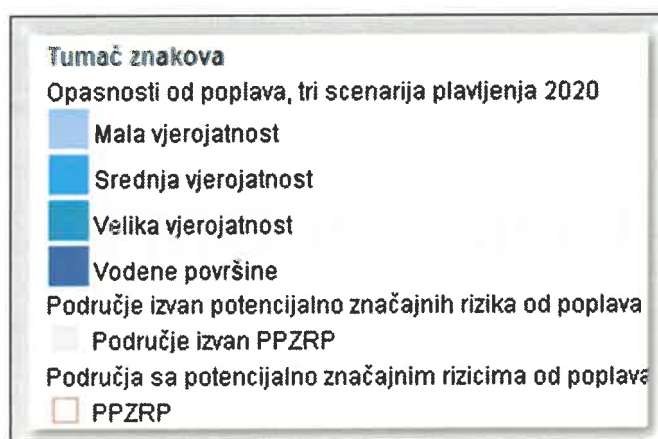 Tumač znakova
Opasnosti od poplava, tri scenarija plavljenja 2020
Mala vjerojatnost
Srednja vjerojatnost
Velika vjerojatnost
Vodene površine
Područje izvan potencijalno značajnih rizika od poplava
Područje izvan PPZRP
Područja sa potencijalno značajnim rizicima od poplava
PPZRP